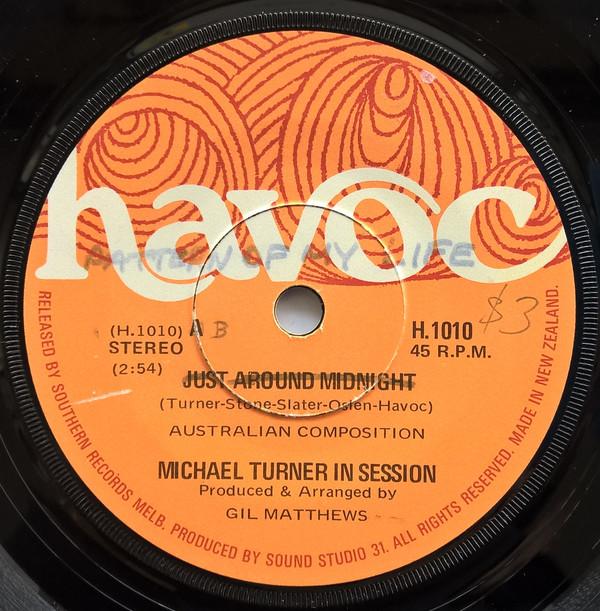 havoc
PATTERN OF MY LIFE
$3
(H.1010) A B
STEREO
(2:54)
H.1010
45 R.P.M.
JUST AROUND MIDNIGHT
(Turner-Stone-Slater-Oslen-Havoc)
AUSTRALIAN COMPOSITION
MICHAEL TURNER IN SESSION
Produced & Arranged by
GIL MATTHEWS
RELEASED BY SOUTHERN RECORDS MELB. PRODUCED BY SOUND STUDIO 31. ALL RIGHTS RESERVED. MADE IN NEW ZEALAND.